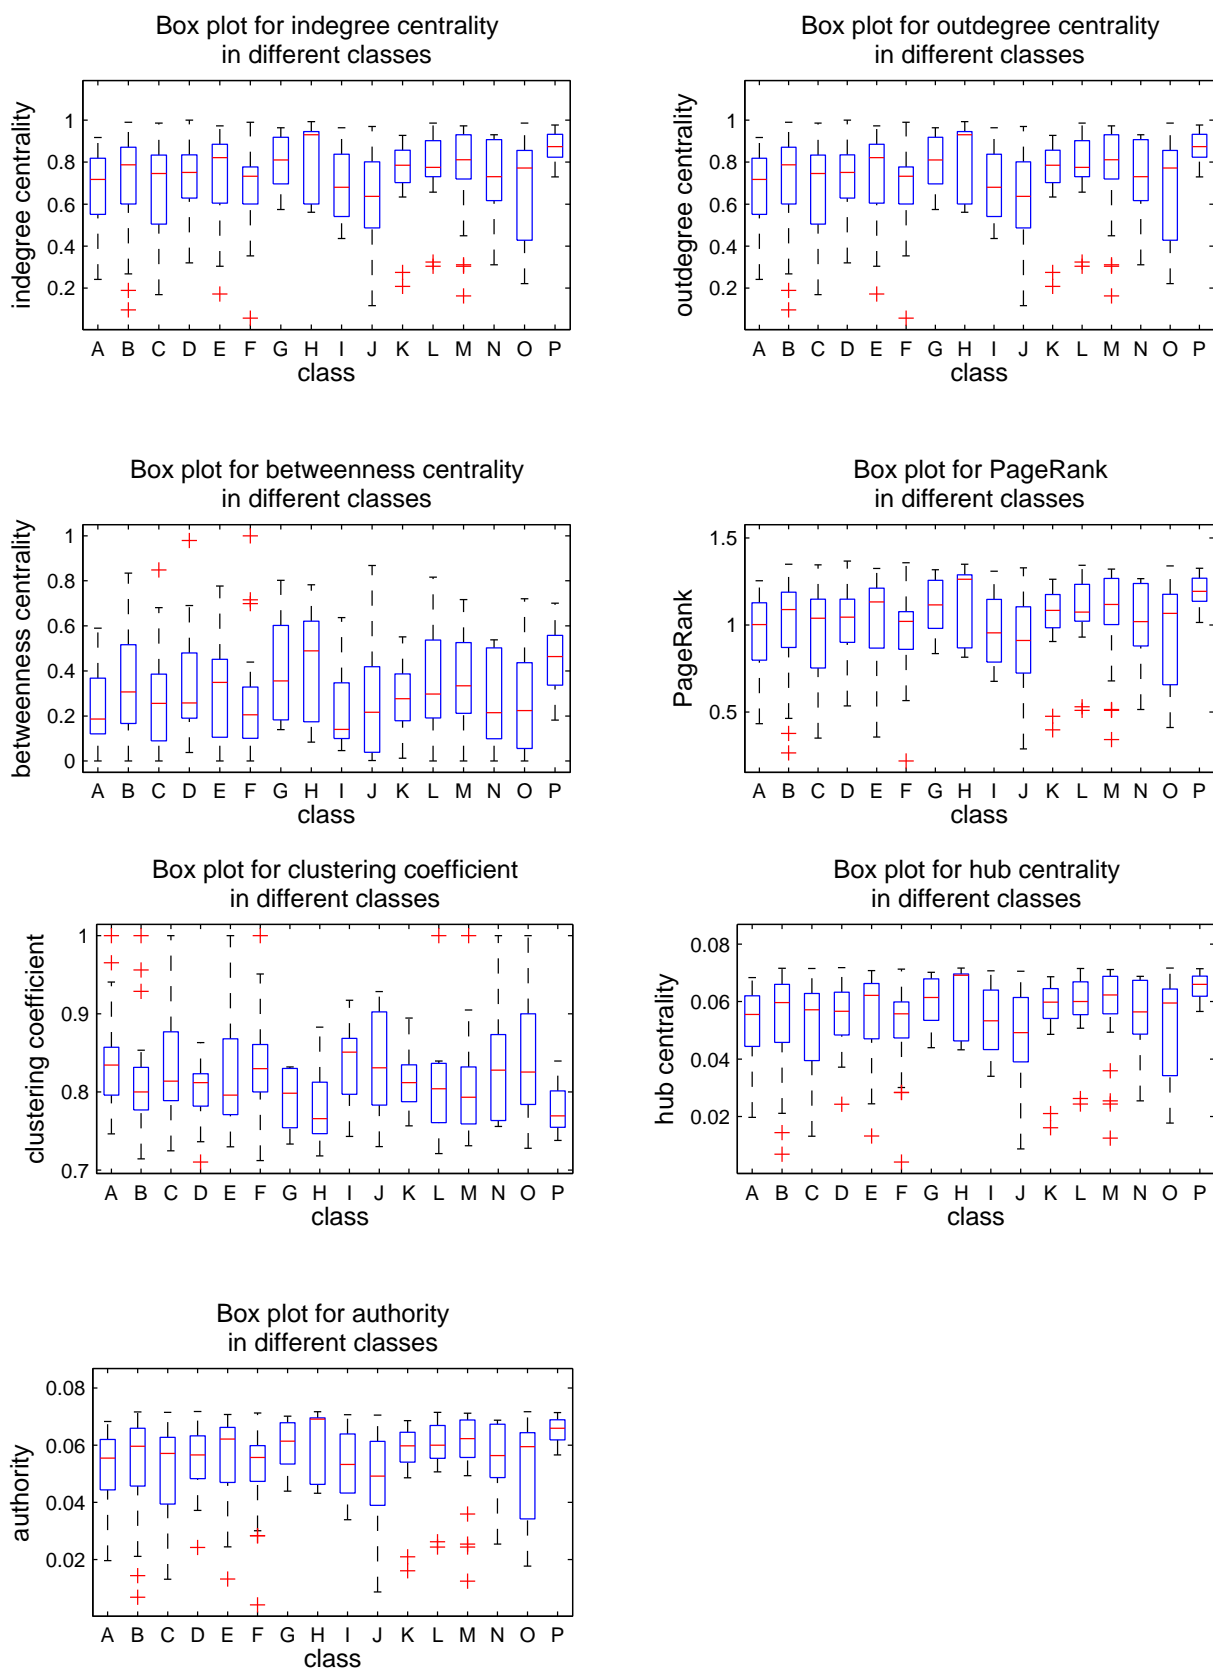 Box plot for indegree centrality
in different classes
indegree centrality
1
0.8
0.6
0.4
0.2
A B C D E F G H I J K L M N O P
class
Box plot for outdegree centrality
in different classes
outdegree centrality
1
0.8
0.6
0.4
0.2
A B C D E F G H I J K L M N O P
class
Box plot for betweenness centrality
in different classes
betweenness centrality
1
0.8
0.6
0.4
0.2
0
A B C D E F G H I J K L M N O P
class
Box plot for PageRank
in different classes
PageRank
1.5
1
0.5
A B C D E F G H I J K L M N O P
class
Box plot for clustering coefficient
in different classes
clustering coefficient
1
0.9
0.8
0.7
A B C D E F G H I J K L M N O P
class
Box plot for hub centrality
in different classes
hub centrality
0.08
0.06
0.04
0.02
A B C D E F G H I J K L M N O P
class
Box plot for authority
in different classes
authority
0.08
0.06
0.04
0.02
A B C D E F G H I J K L M N O P
class